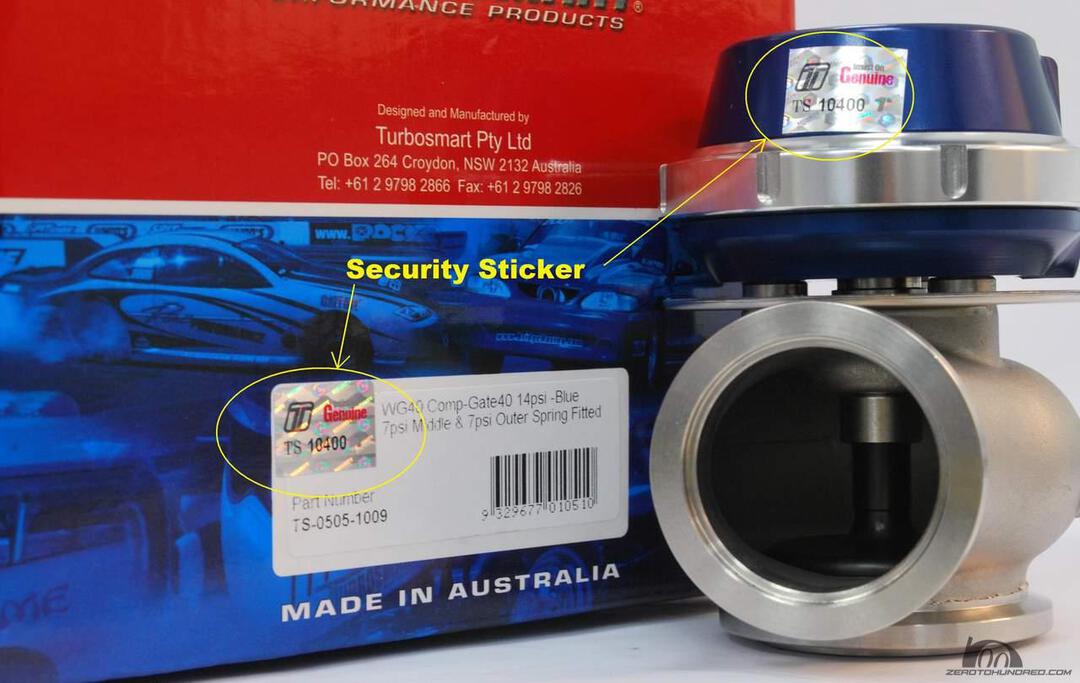 PERFORMANCE PRODUCTS
Designed and Manufactured by
Turbosmart Pty Ltd
PO Box 264 Croydon, NSW 2132 Australia
Tel: +61 2 9798 2866 Fax: +61 2 9798 2826
Insist On
Genuine
TS 10400
Security Sticker
Genuine
TS 10400
WG40 Comp-Gate40 14psi -Blue
7psi Middle & 7psi Outer Spring Fitted
Part Number
TS-0505-1009
9 329677 010510
MADE IN AUSTRALIA
ZEROTOHUNDRED.COM